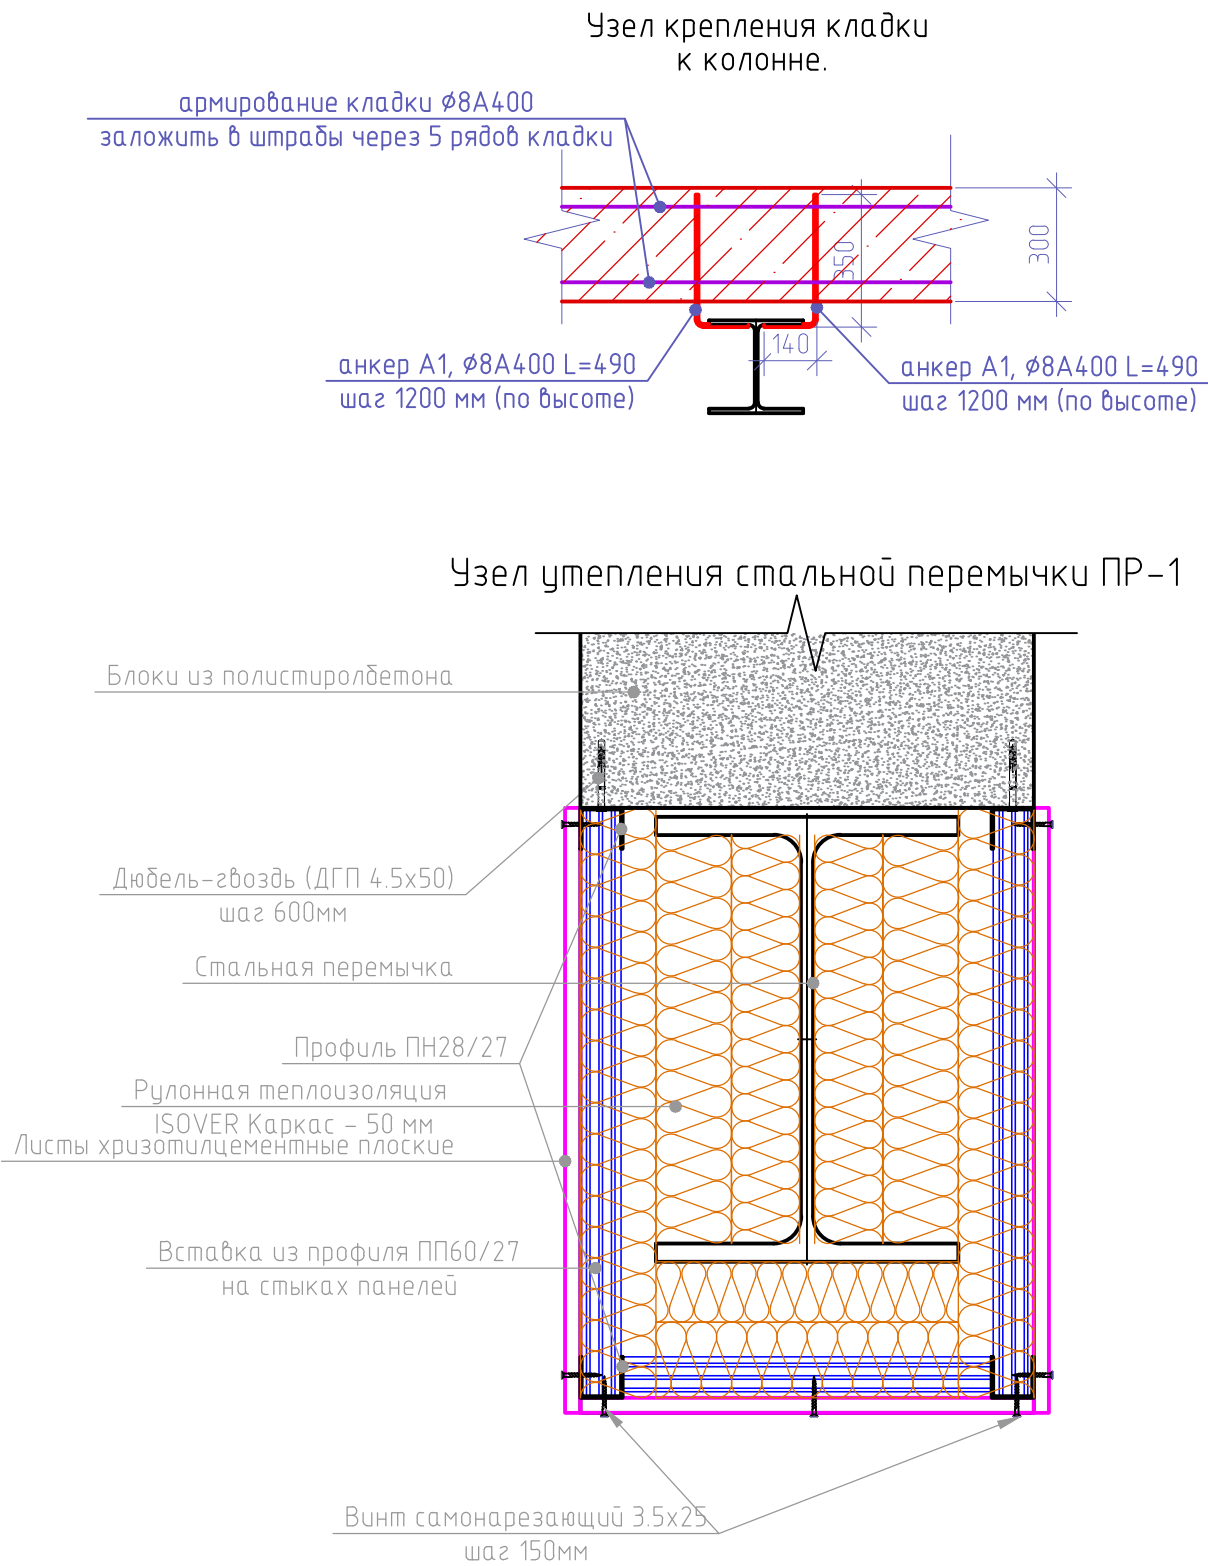 Узел крепления кладки
к колонне.
армирование кладки Ø8А400
заложить в штрабы через 5 рядов кладки
350
300
140
анкер А1, Ø8А400 L=490
шаг 1200 мм (по высоте)
анкер А1, Ø8А400 L=490
шаг 1200 мм (по высоте)
Узел утепления стальной перемычки ПР-1
Блоки из полистиролбетона
Дюбель-гвоздь (ДГП 4.5х50)
шаг 600мм
Стальная перемычка
Профиль ПН28/27
Рулонная теплоизоляция
ISOVER Каркас - 50 мм
Листы хризотилцементные плоские
Вставка из профиля ПП60/27
на стыках панелей
Винт самонарезающий 3.5х25
шаг 150мм